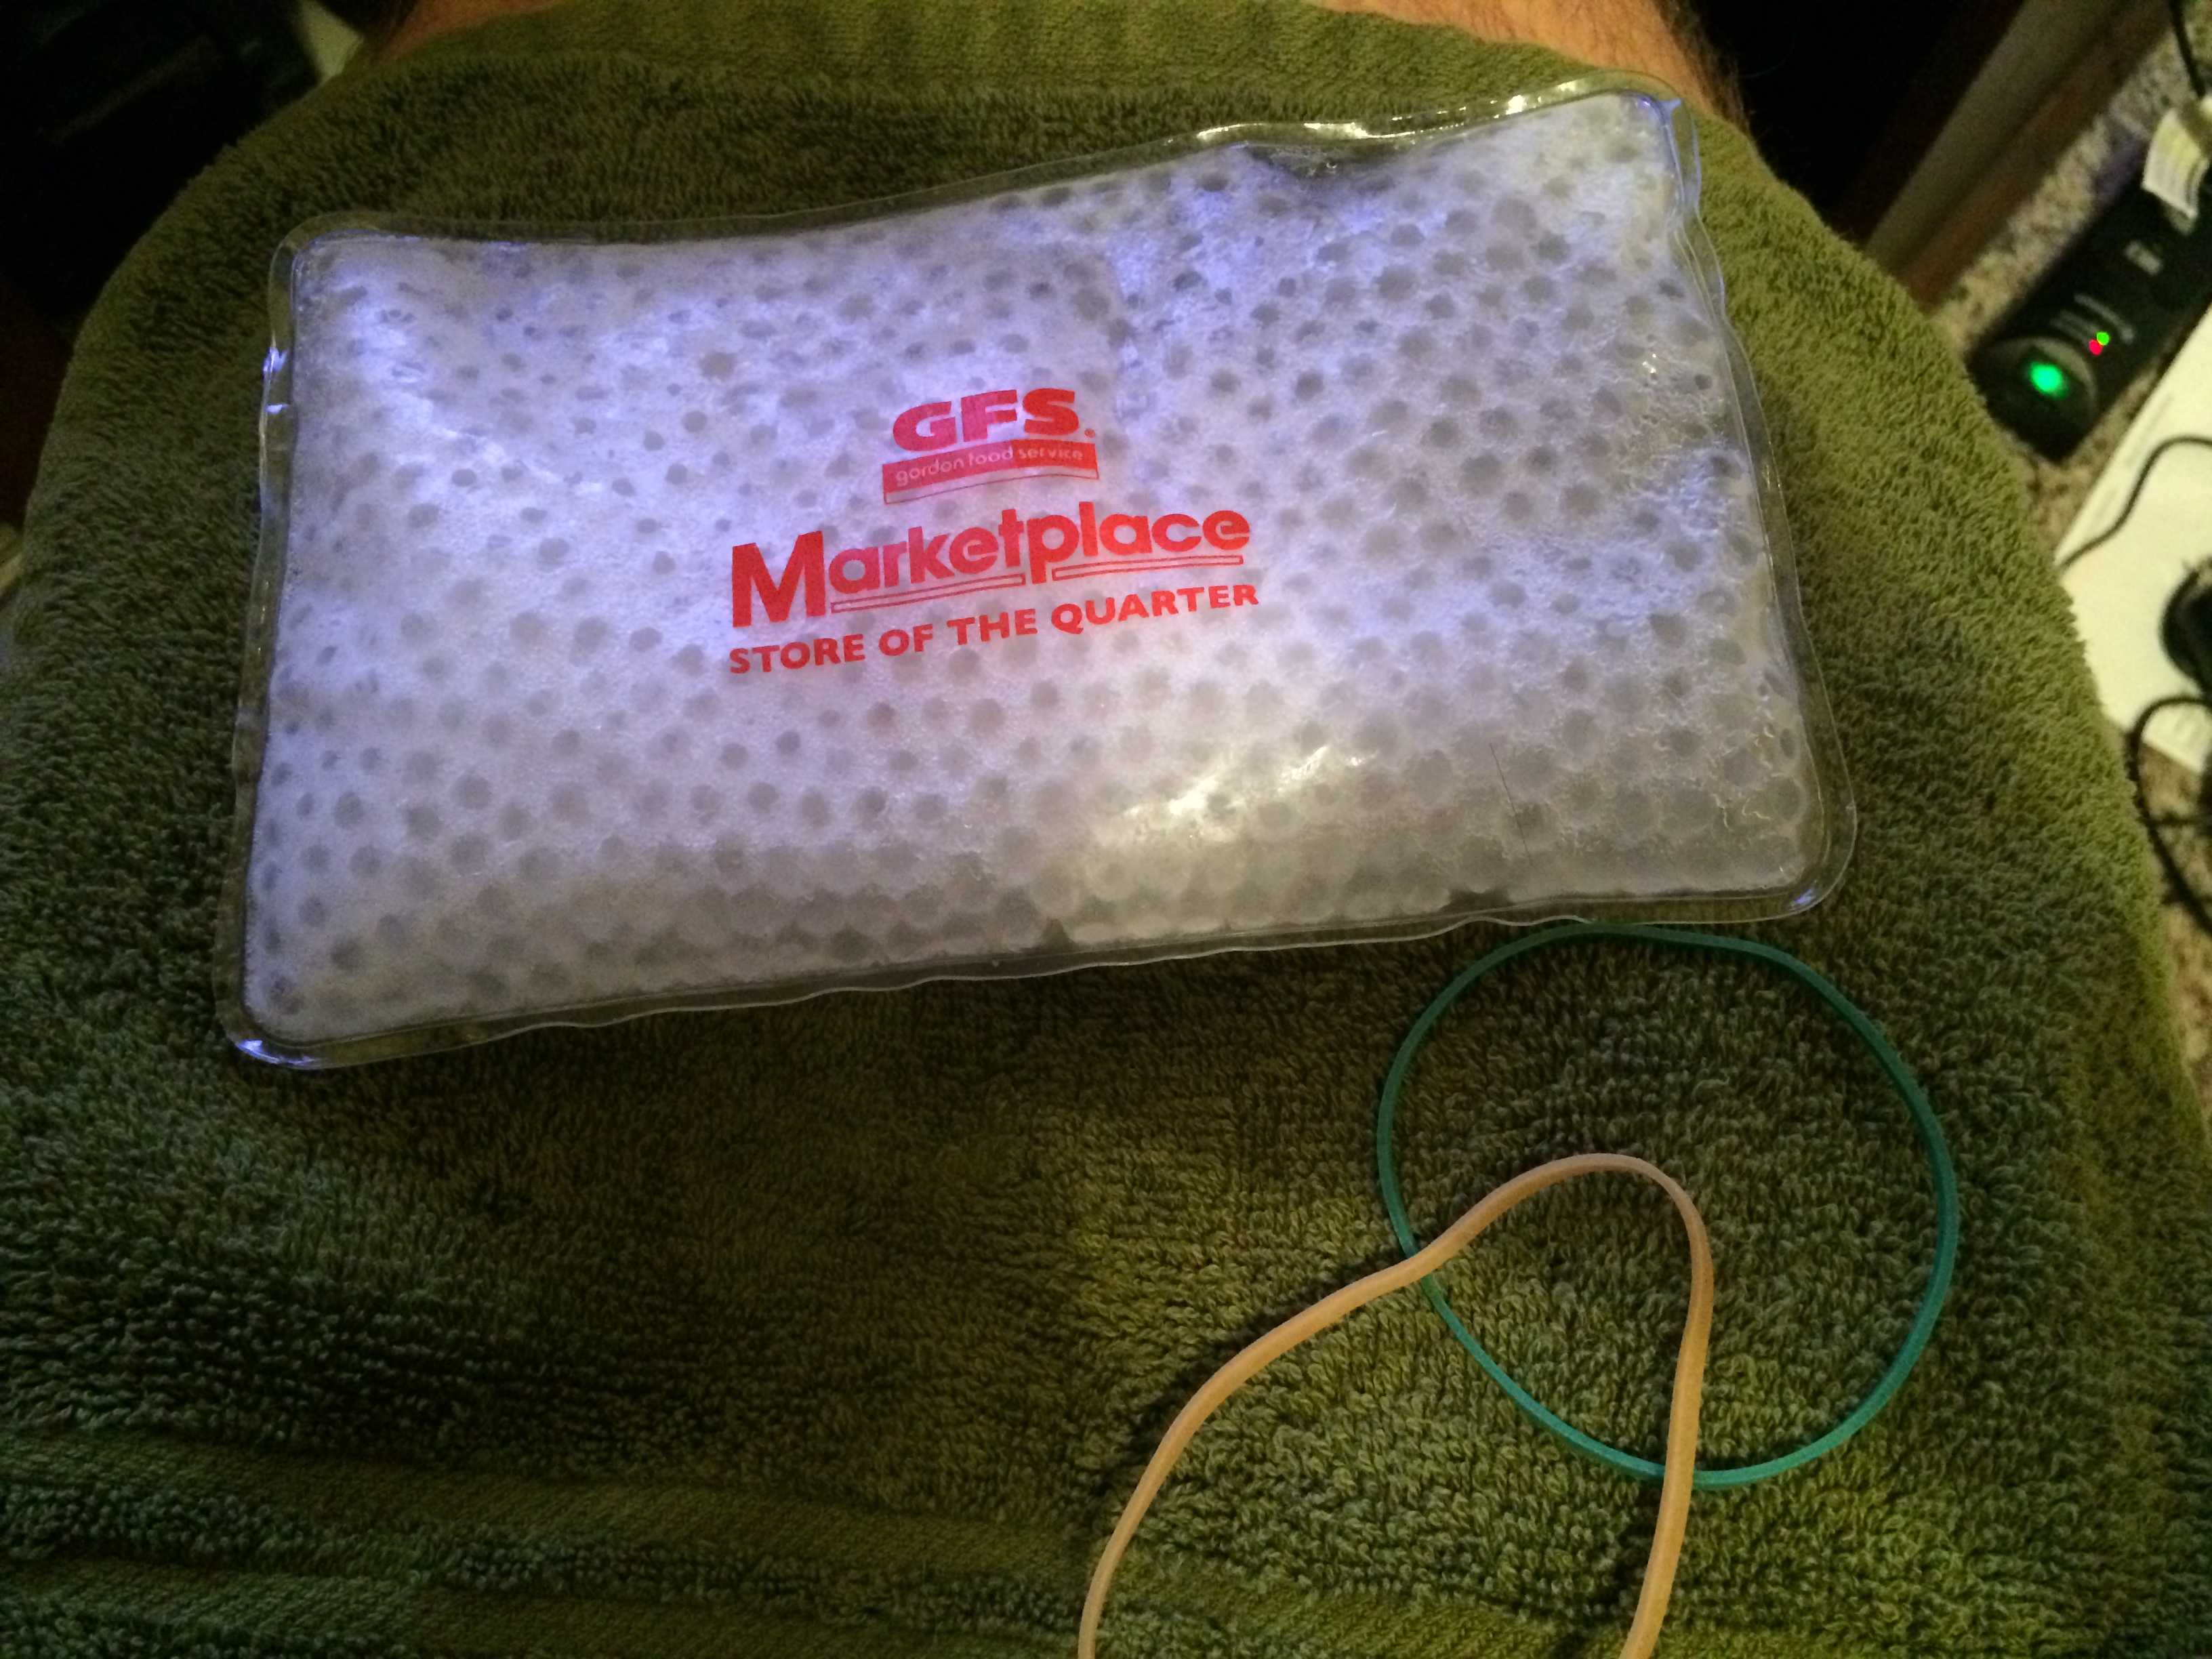 GFS®
gordon food service
Marketplace
STORE OF THE QUARTER